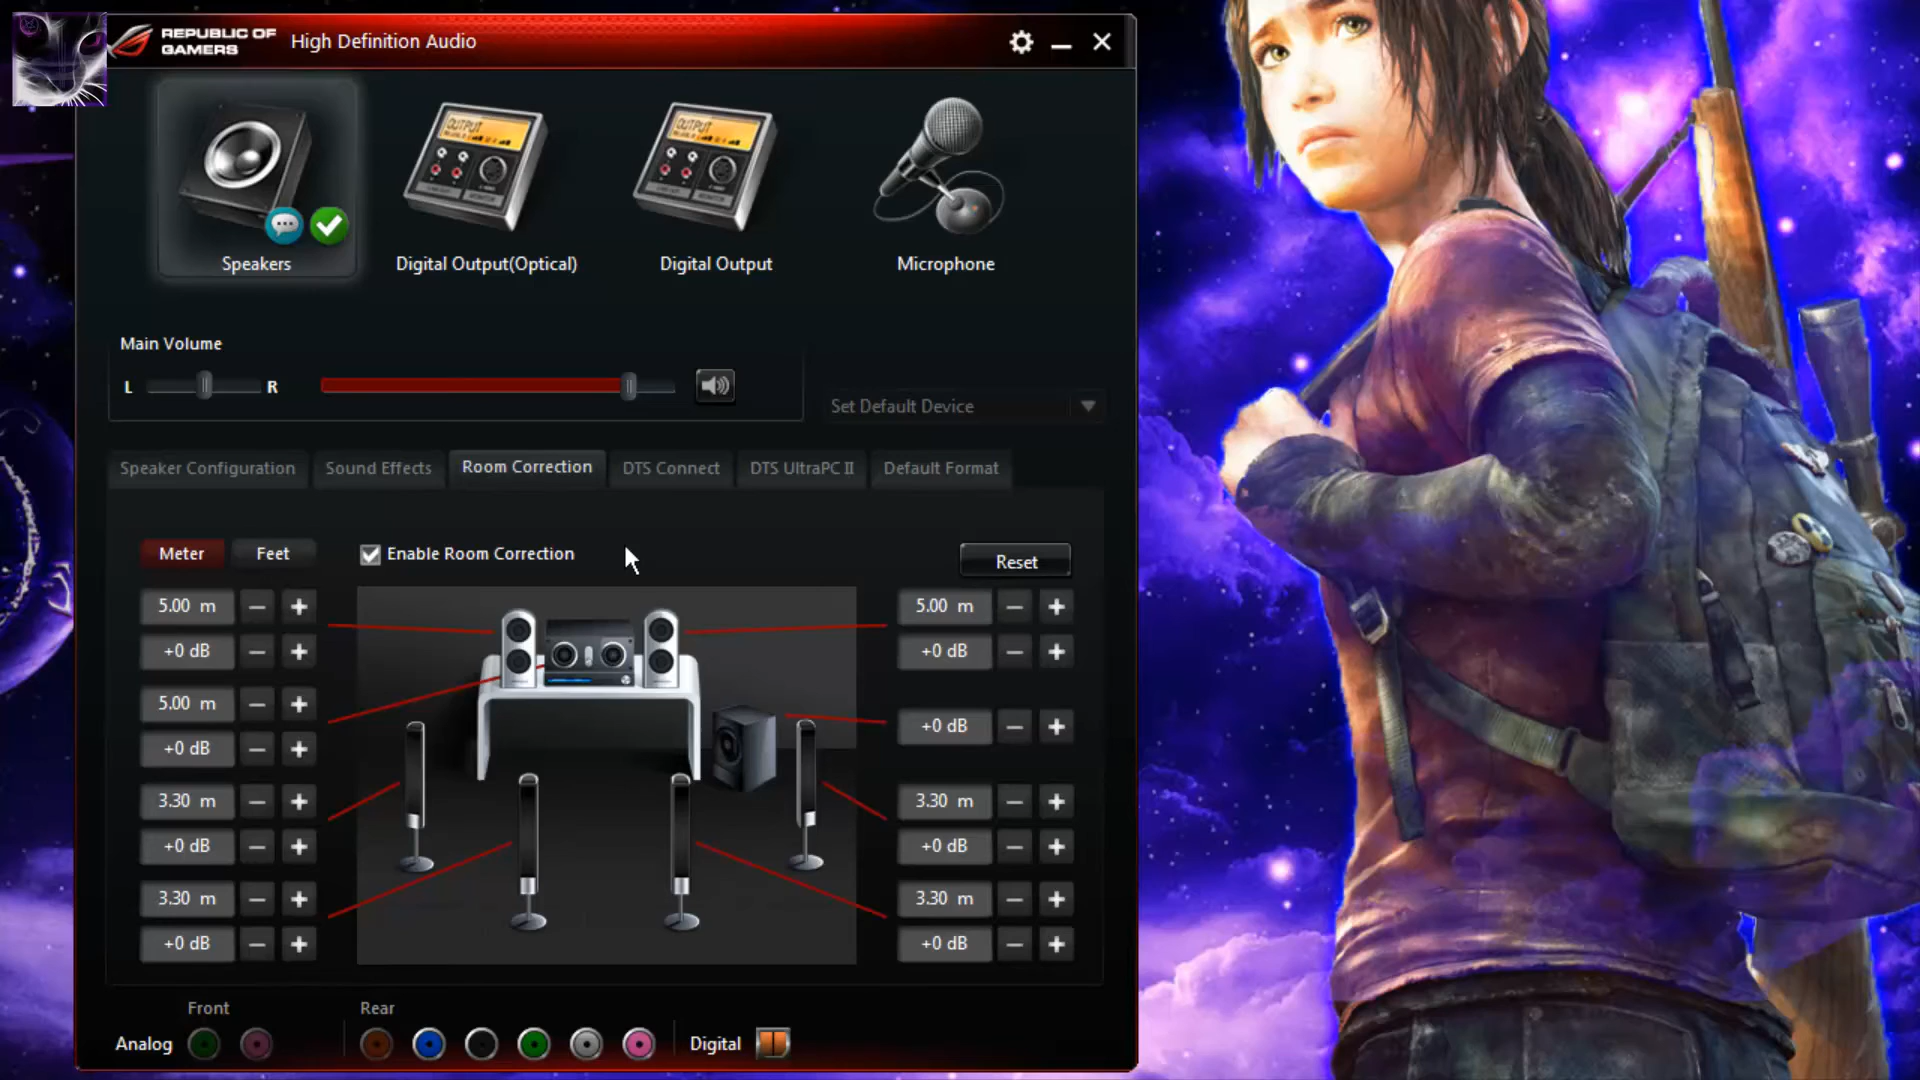 REPUBLIC OF
GAMERS
High Definition Audio
OUTPUT
OUTPUT
Speakers
Digital Output(Optical)
Digital Output
Microphone
Main Volume
L
R
Set Default Device
Speaker Configuration
Sound Effects
Room Correction
DTS Connect
DTS UltraPC II
Default Format
Meter
Feet
Enable Room Correction
Reset
5.00 m
5.00 m
+0 dB
+0 dB
5.00 m
+0 dB
+0 dB
3.30 m
3.30 m
+0 dB
+0 dB
3.30 m
3.30 m
+0 dB
+0 dB
Front
Rear
Analog
Digital